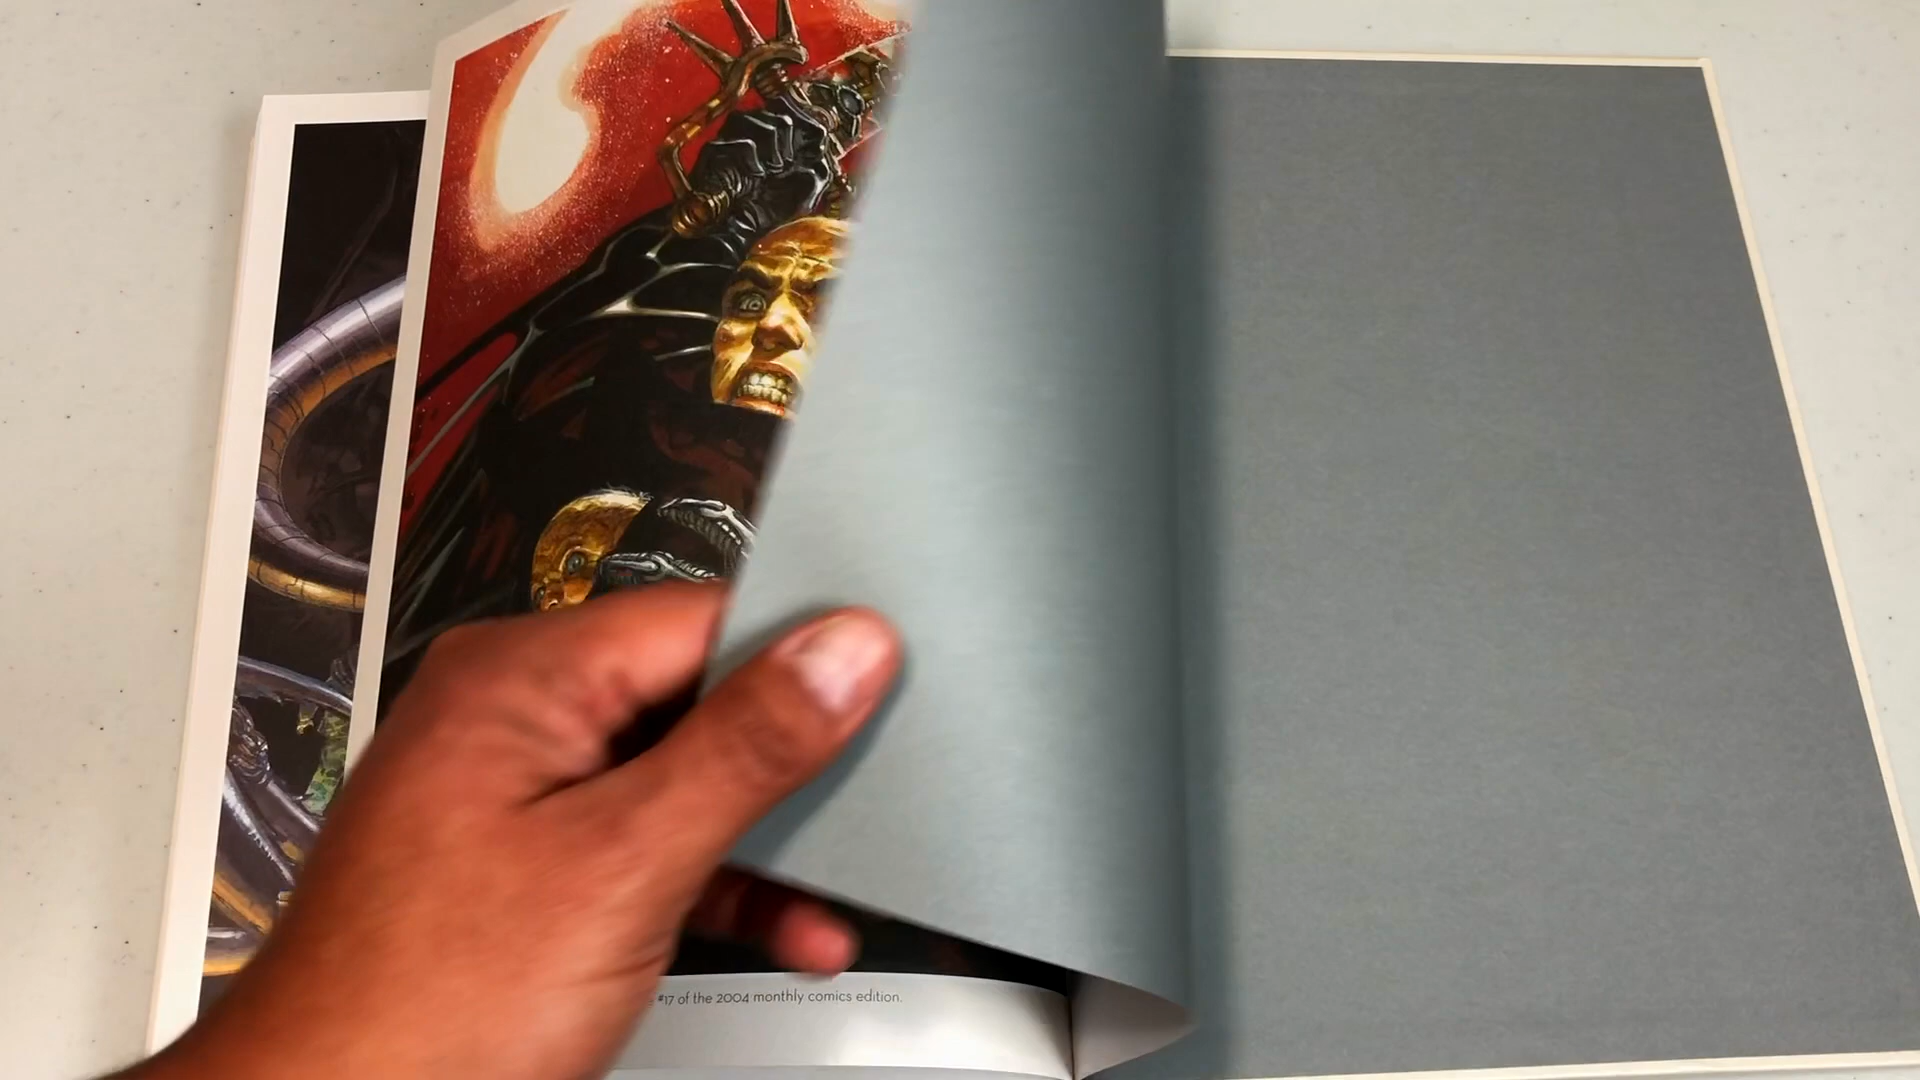 #17 of the 2004 monthly comics edition.